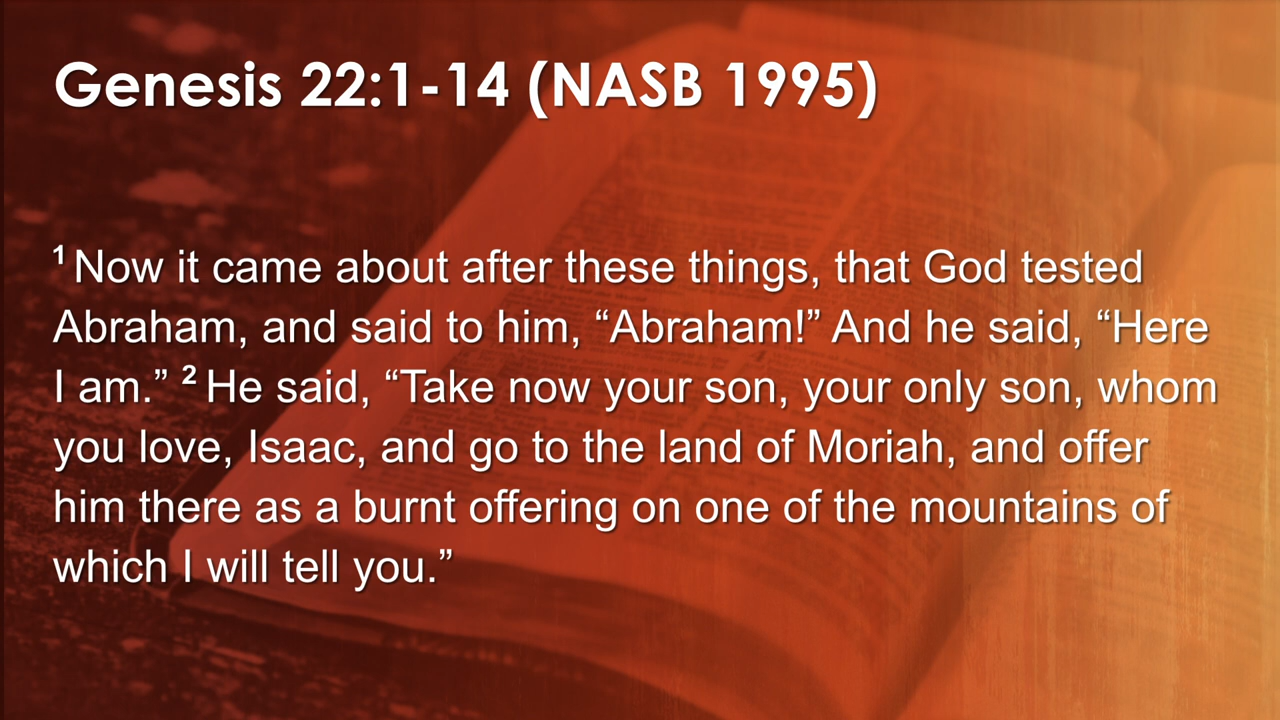 Genesis 22:1-14 (NASB 1995)
1 Now it came about after these things, that God tested
Abraham, and said to him, “Abraham!” And he said, “Here
I am.” 2 He said, “Take now your son, your only son, whom
you love, Isaac, and go to the land of Moriah, and offer
him there as a burnt offering on one of the mountains of
which I will tell you.”